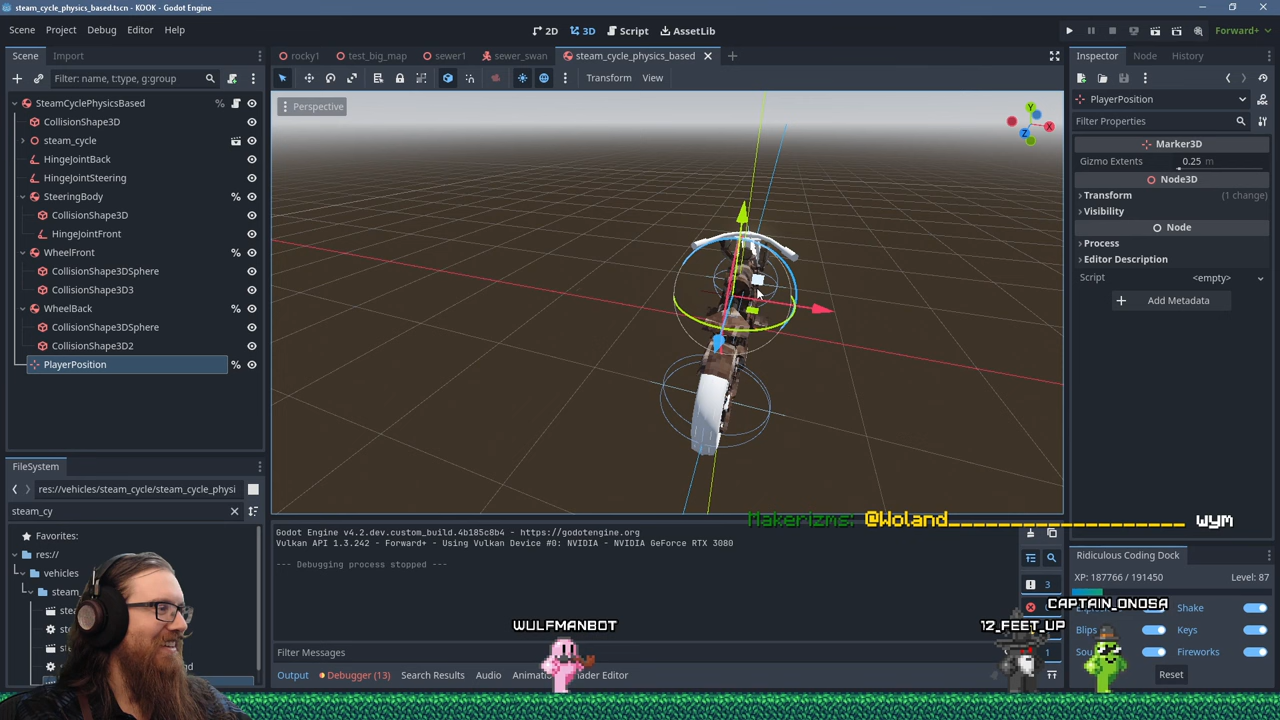 steam_cycle_physics_based.tscn - KOOK - Godot Engine
Scene Project Debug Editor Help
2D 3D Script AssetLib
Forward+
Scene Import
rocky1 test_big_map sewer1 sewer_swan steam_cycle_physics_based
Inspector Node History
Filter: name, t:type, g:group
Transform View
SteamCyclePhysicsBased
CollisionShape3D
steam_cycle
HingeJointBack
HingeJointSteering
SteeringBody
CollisionShape3D
HingeJointFront
WheelFront
CollisionShape3DSphere
CollisionShape3D3
WheelBack
CollisionShape3DSphere
CollisionShape3D2
PlayerPosition
Perspective
Y
X
Z
PlayerPosition
Filter Properties
Marker3D
Gizmo Extents 0.25 m
Node3D
Transform (1 change)
Visibility
Node
Process
Editor Description
Script <empty>
Add Metadata
FileSystem
res://vehicles/steam_cycle/steam_cycle_physi
steam_cy
Favorites:
res://
vehicles
steam
stea
Godot Engine v4.2.dev.custom_build.4b185c8b4 - https://godotengine.org
Vulkan API 1.3.242 - Forward+ - Using Vulkan Device #0: NVIDIA - NVIDIA GeForce RTX 3080
--- Debugging process stopped ---
3
1
Makerizms: @Woland____________________ wym
Filter Messages
Output Debugger (13) Search Results Audio Animati ader Editor
Ridiculous Coding Dock
XP: 187766 / 191450 Level: 87
Shake
Blips Keys
Sou Fireworks
Reset
WULFMANBOT
12_FEET_UP
CAPTAIN_ONOSA